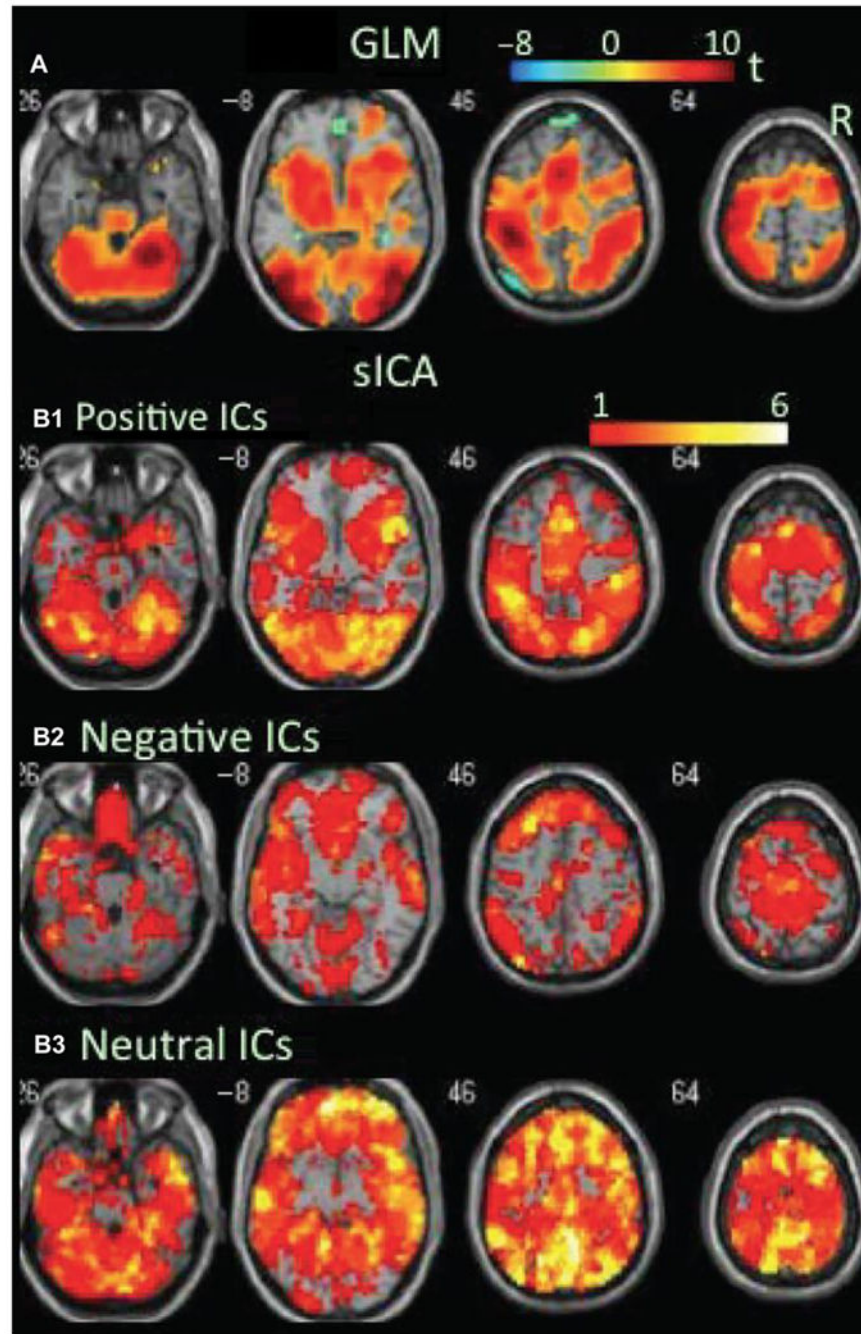 GLM
A
−8 0 10
t
26 −8 46 64
R
sICA
B1 Positive ICs
1 6
26 −8 46 64
B2 Negative ICs
26 −8 46 64
B3 Neutral ICs
26 −8 46 64